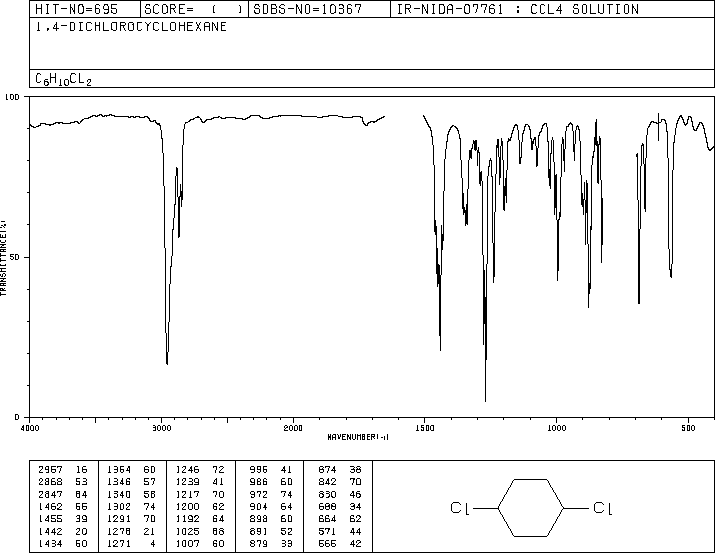 HIT-NO=695 SCORE= ( ) SDBS-NO=10367 IR-NIDA-07761 : CCL4 SOLUTION
1,4-DICHLOROCYCLOHEXANE
C6H10CL2
100
50
0
TRANSMITTANCE(%)
4000 3000 2000 1500 1000 500
WAVENUMBER(-1)
2957 16 1364 60 1246 72 996 41 874 38
2868 53 1346 57 1239 41 986 60 842 70
2847 64 1340 58 1217 70 972 74 830 46
1462 55 1302 74 1200 62 904 64 688 34
1455 39 1291 70 1192 64 898 60 664 62
1442 20 1278 21 1025 68 891 52 571 44
1434 60 1271 4 1007 60 879 39 566 42
Cl Cl